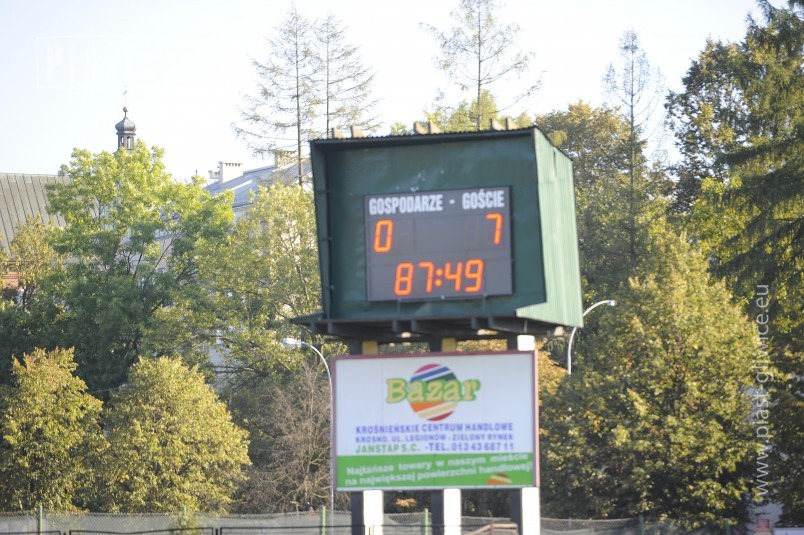 PIAST
GOSPODARZE - GOŚCIE
0 7
87:49
Bazar
KROŚNIEŃSKIE CENTRUM HANDLOWE
KROSNO, UL. LEGIONÓW - ZIELONY RYNEK
JANSTAP S.C. -TEL. 013 43 687 11
Najtańsze towary w naszym mieście
na największej powierzchni handlowej!
www.piast.gliwice.eu